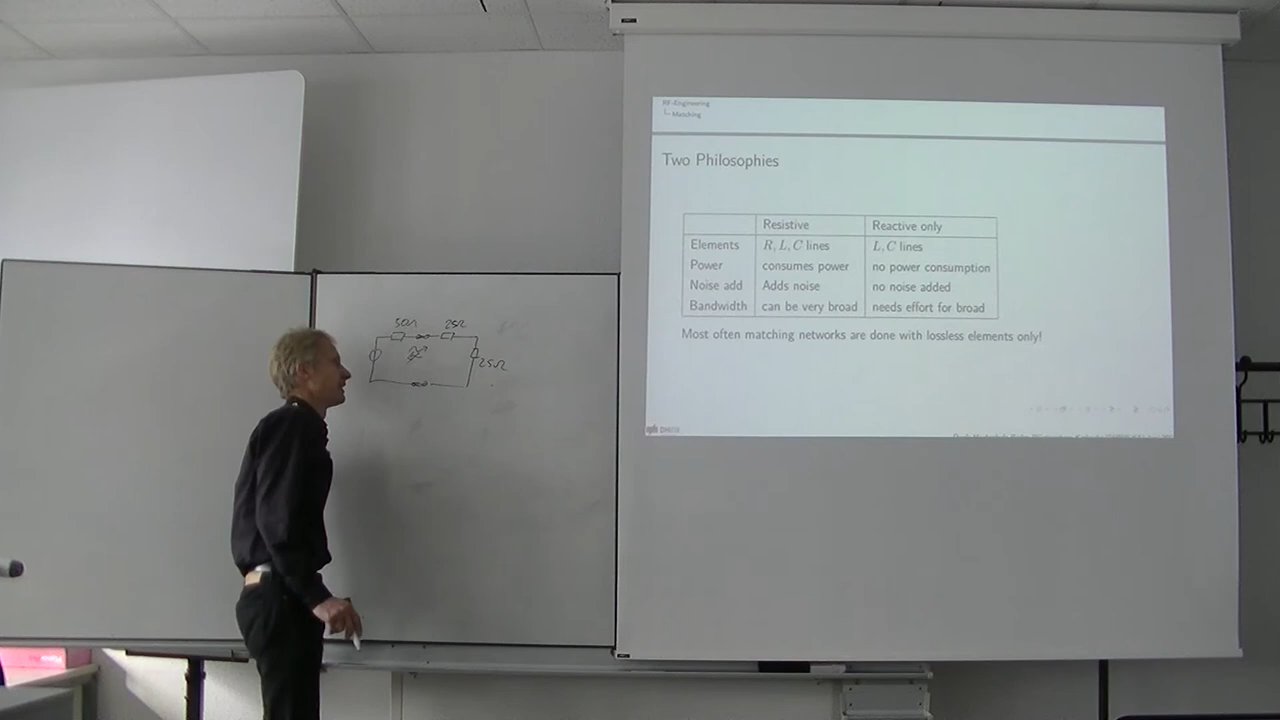 50Ω 25Ω
25Ω
RF-Engineering
Matching
Two Philosophies
Resistive Reactive only
Elements R, L, C lines L, C lines
Power consumes power no power consumption
Noise add Adds noise no noise added
Bandwidth can be very broad needs effort for broad
Most often matching networks are done with lossless elements only!
DHBW